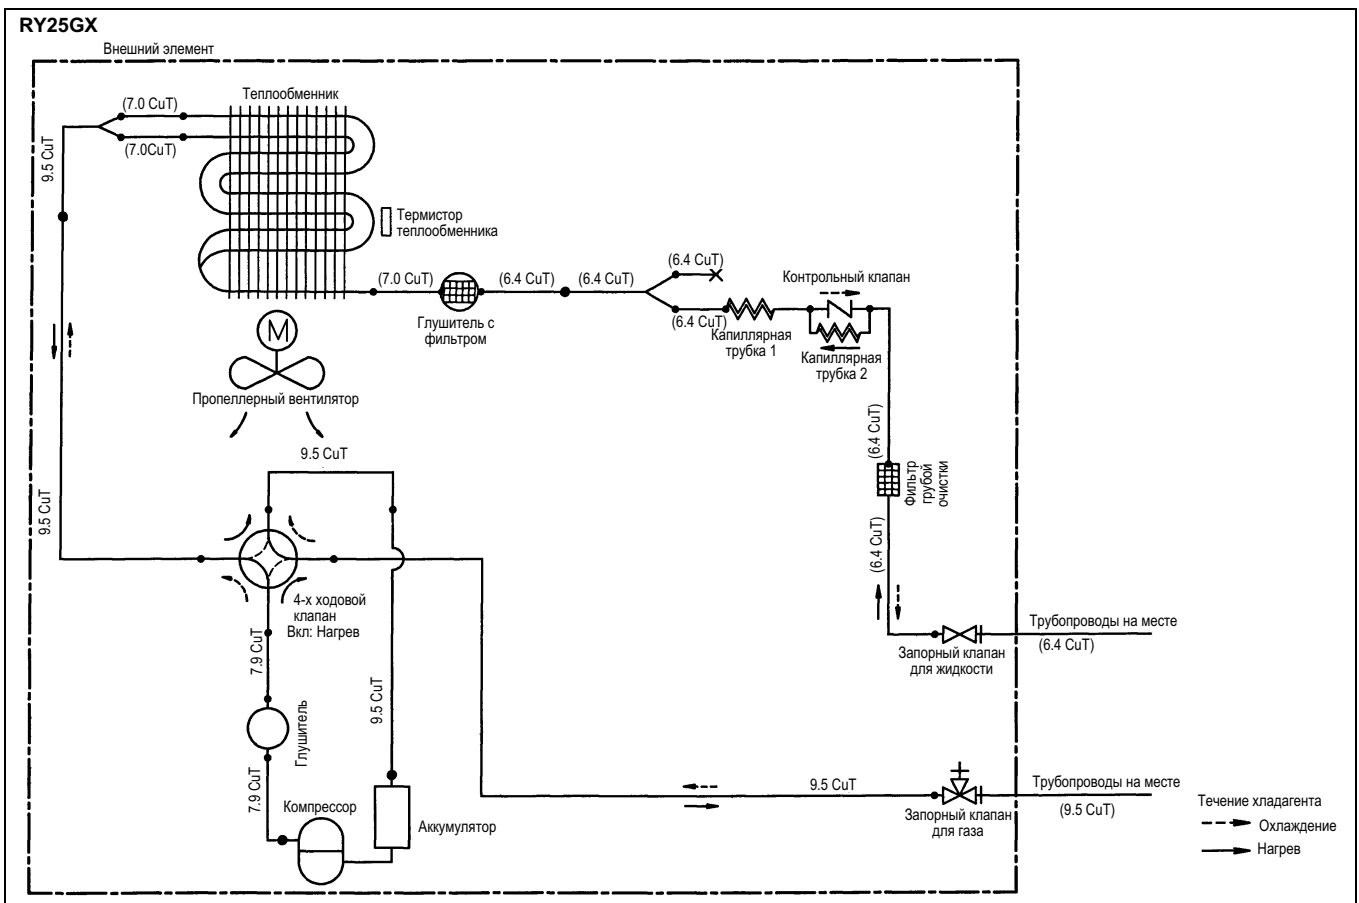 RY25GX
Внешний элемент
Теплообменник
(7.0 CuT)
(7.0CuT)
9.5 CuT
Термистор
теплообменника
(7.0 CuT)
(6.4 CuT)
(6.4 CuT)
(6.4 CuT)
(6.4 CuT)
Контрольный клапан
Глушитель с
фильтром
Капиллярная
трубка 1
Капиллярная
трубка 2
M
Пропеллерный вентилятор
(6.4 CuT)
Фильтр
грубой
очистки
(6.4 CuT)
9.5 CuT
9.5 CuT
4-х ходовой
клапан
Вкл: Нагрев
7.9 CuT
Глушитель
7.9 CuT
9.5 CuT
Компрессор
Аккумулятор
Запорный клапан
для жидкости
Трубопроводы на месте
(6.4 CuT)
9.5 CuT
Запорный клапан
для газа
Трубопроводы на месте
(9.5 CuT)
Течение хладагента
Охлаждение
Нагрев